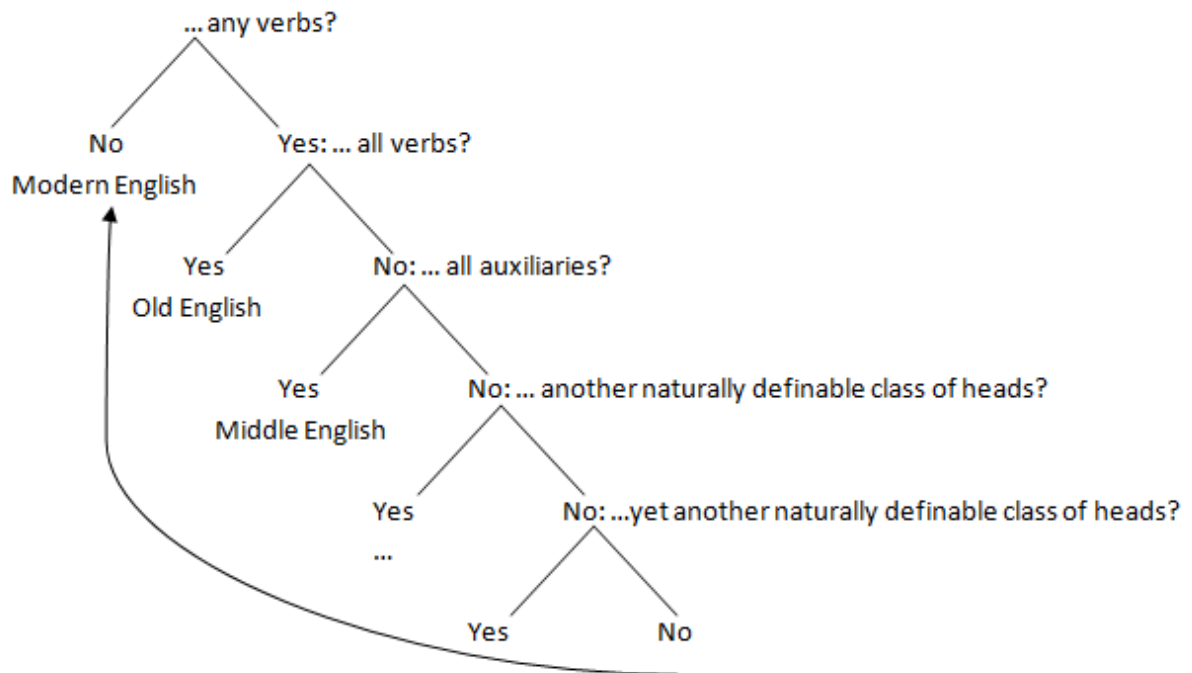 ... any verbs?
No
Yes: ... all verbs?
Modern English
Yes
No: ... all auxiliaries?
Old English
Yes
No: ... another naturally definable class of heads?
Middle English
Yes
No: ...yet another naturally definable class of heads?
...
Yes
No